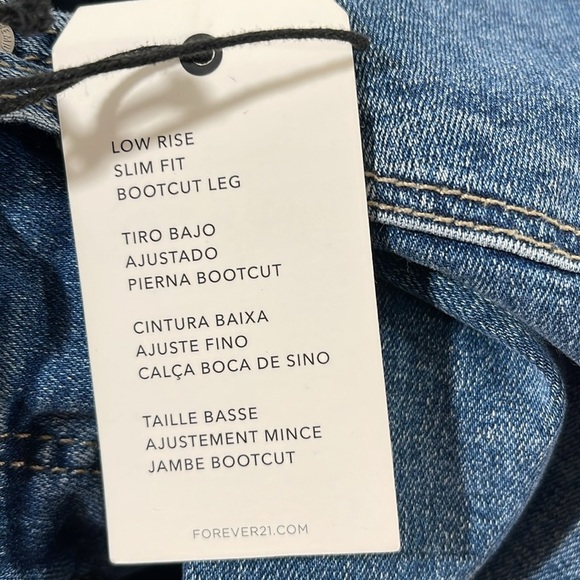 LOW RISE
SLIM FIT
BOOTCUT LEG
TIRO BAJO
AJUSTADO
PIERNA BOOTCUT
CINTURA BAIXA
AJUSTE FINO
CALÇA BOCA DE SINO
TAILLE BASSE
AJUSTEMENT MINCE
JAMBE BOOTCUT
FOREVER21.COM